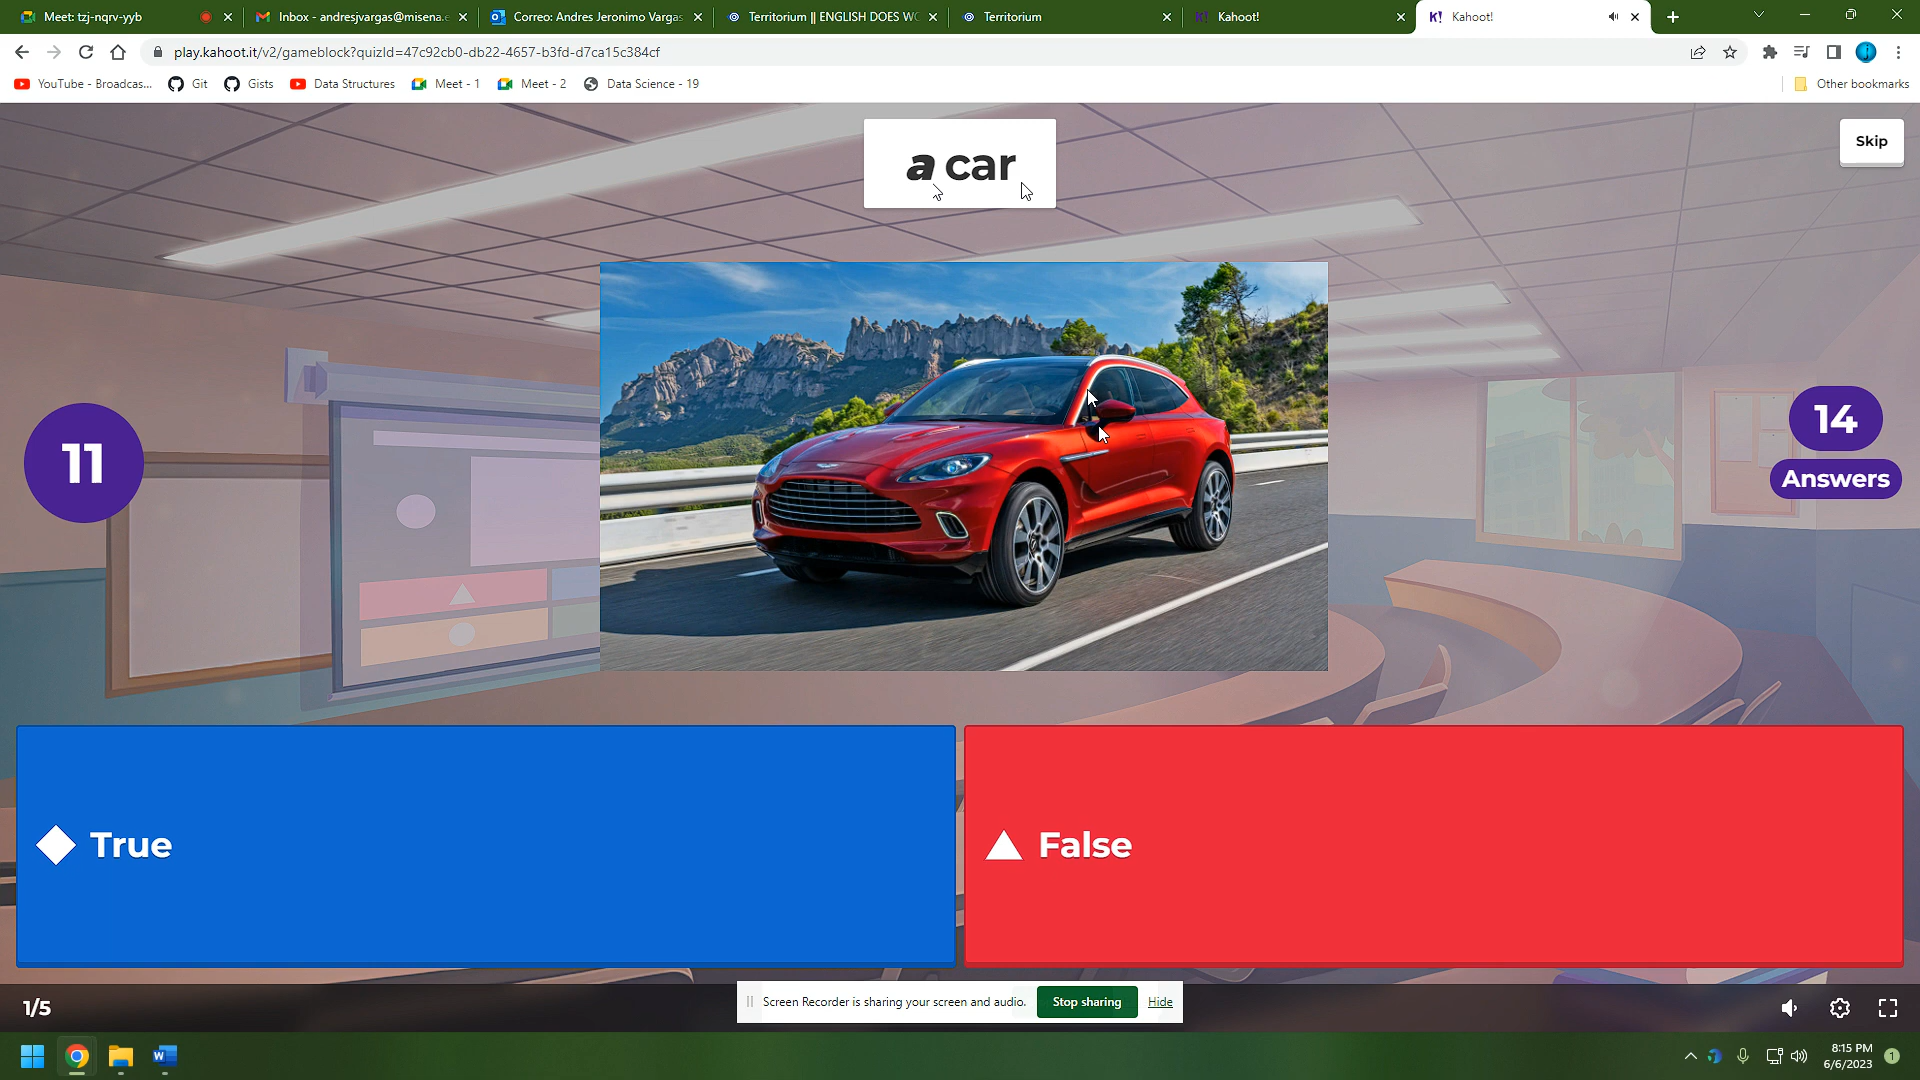 Meet: tzj-nqrv-yyb
Inbox - andresjvargas@misena.e
Correo: Andres Jeronimo Vargas
Territorium || ENGLISH DOES WO
Territorium
Kahoot!
Kahoot!
play.kahoot.it/v2/gameblock?quizId=47c92cb0-db22-4657-b3fd-d7ca15c384cf
YouTube - Broadcas...
Git
Gists
Data Structures
Meet - 1
Meet - 2
Data Science - 19
Other bookmarks
a car
Skip
11
14
Answers
True
False
1/5
Screen Recorder is sharing your screen and audio.
Stop sharing
Hide
8:15 PM
6/6/2023
1